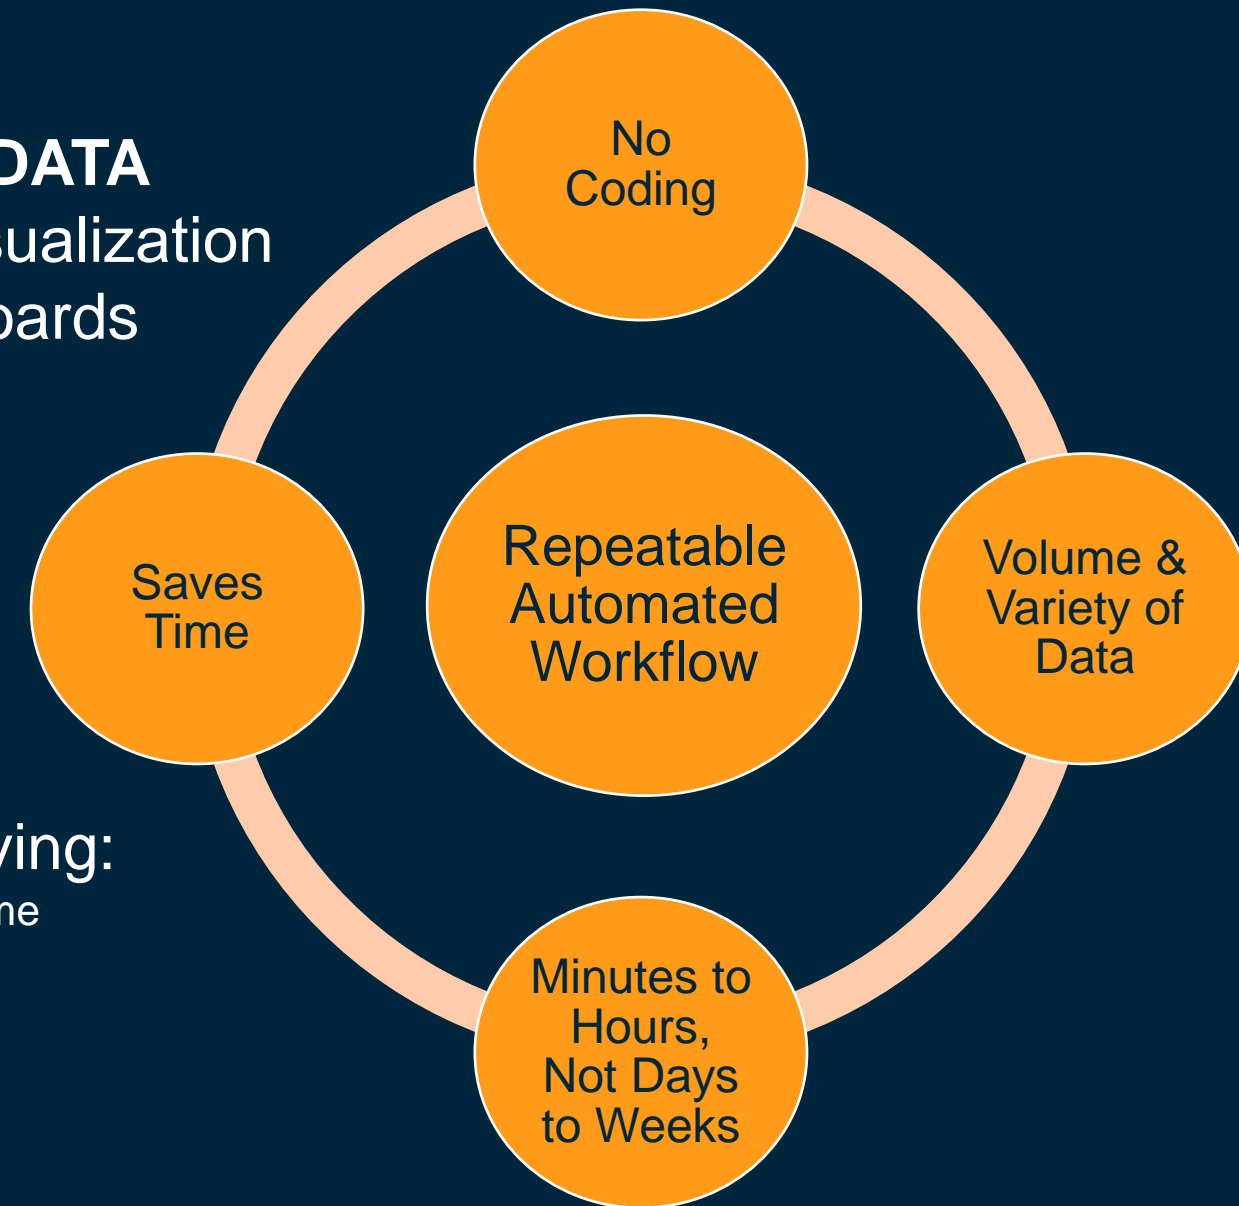 DATA
sualization
oards
ving:
me
No
Coding
Volume &
Variety of
Data
Minutes to
Hours,
Not Days
to Weeks
Saves
Time
Repeatable
Automated
Workflow